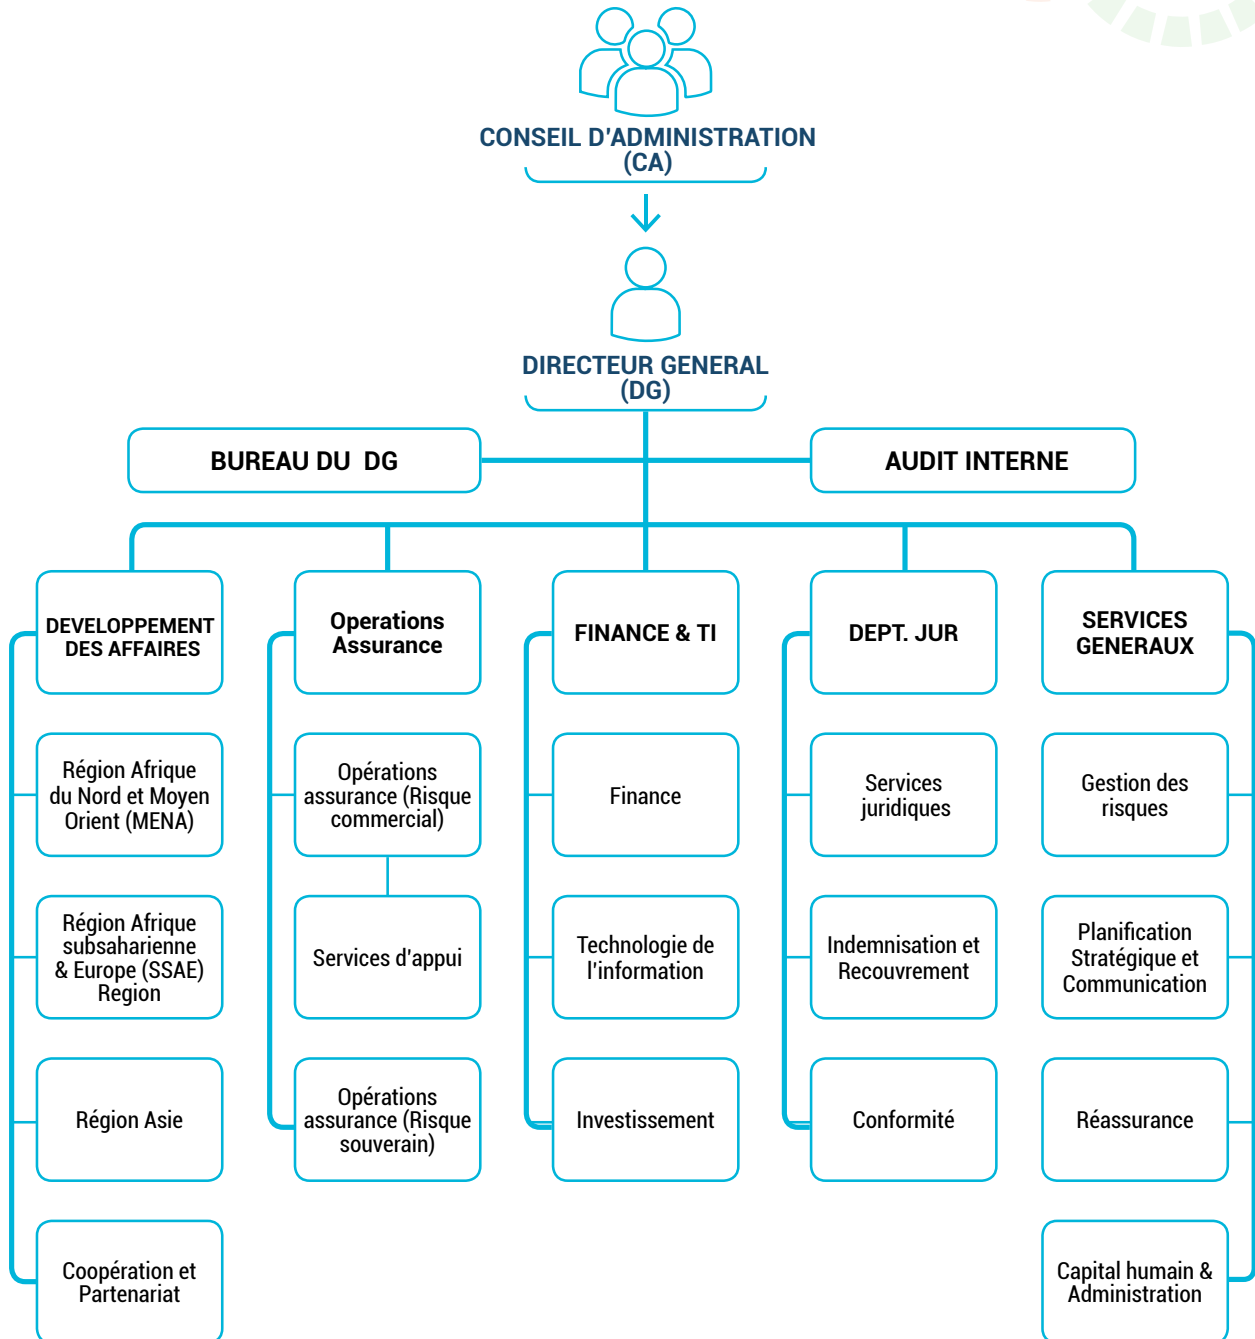 CONSEIL D'ADMINISTRATION
(CA)
DIRECTEUR GENERAL
(DG)
BUREAU DU DG
AUDIT INTERNE
DEVELOPPEMENT
DES AFFAIRES
Région Afrique
du Nord et Moyen
Orient (MENA)
Région Afrique
subsaharienne
& Europe (SSAE)
Region
Région Asie
Coopération et
Partenariat
Operations
Assurance
Opérations
assurance (Risque
commercial)
Services d'appui
Opérations
assurance (Risque
souverain)
FINANCE & TI
Finance
Technologie de
l'information
Investissement
DEPT. JUR
Services
juridiques
Indemnisation et
Recouvrement
Conformité
SERVICES
GENERAUX
Gestion des
risques
Planification
Stratégique et
Communication
Réassurance
Capital humain &
Administration